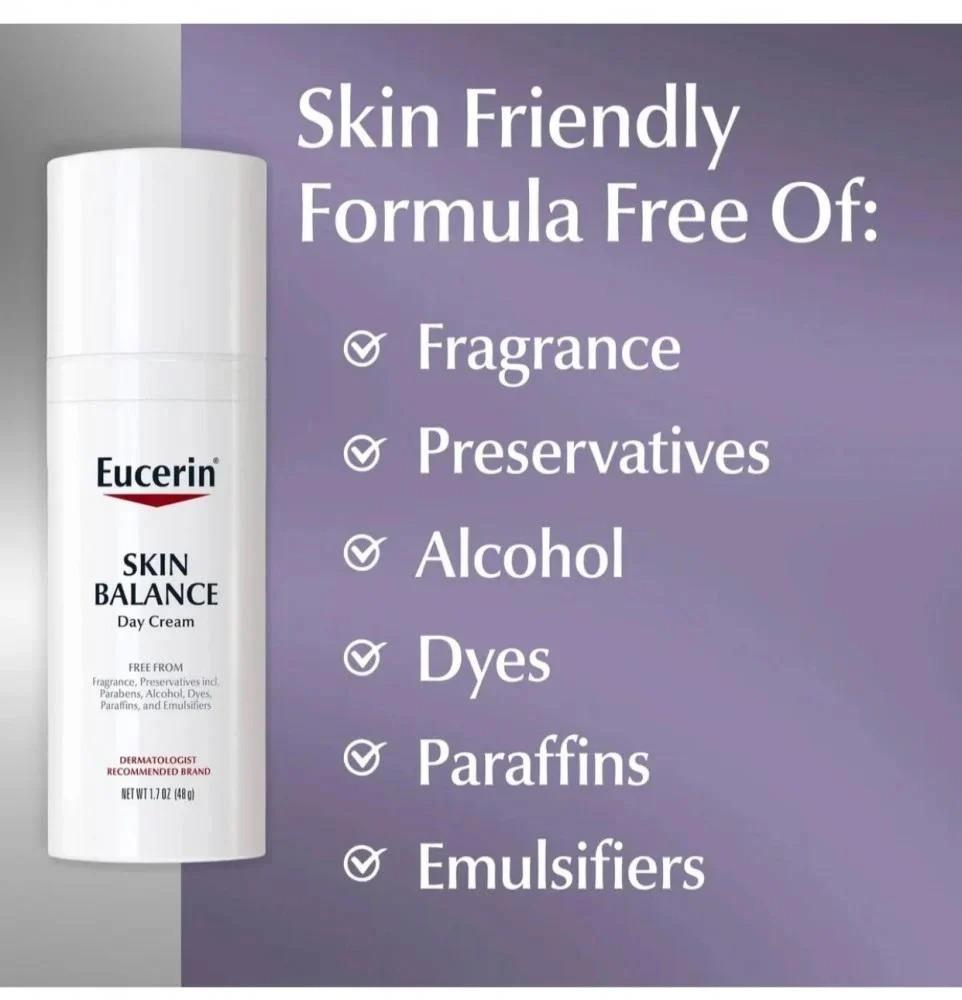 Skin Friendly
Formula Free Of:
Fragrance
Preservatives
Alcohol
Dyes
Paraffins
Emulsifiers
Eucerin®
SKIN
BALANCE
Day Cream
FREE FROM
Fragrance, Preservatives incl.
Parabens, Alcohol, Dyes,
Paraffins, and Emulsifiers
DERMATOLOGIST
RECOMMENDED BRAND
NET WT 1.7 OZ (48 g)